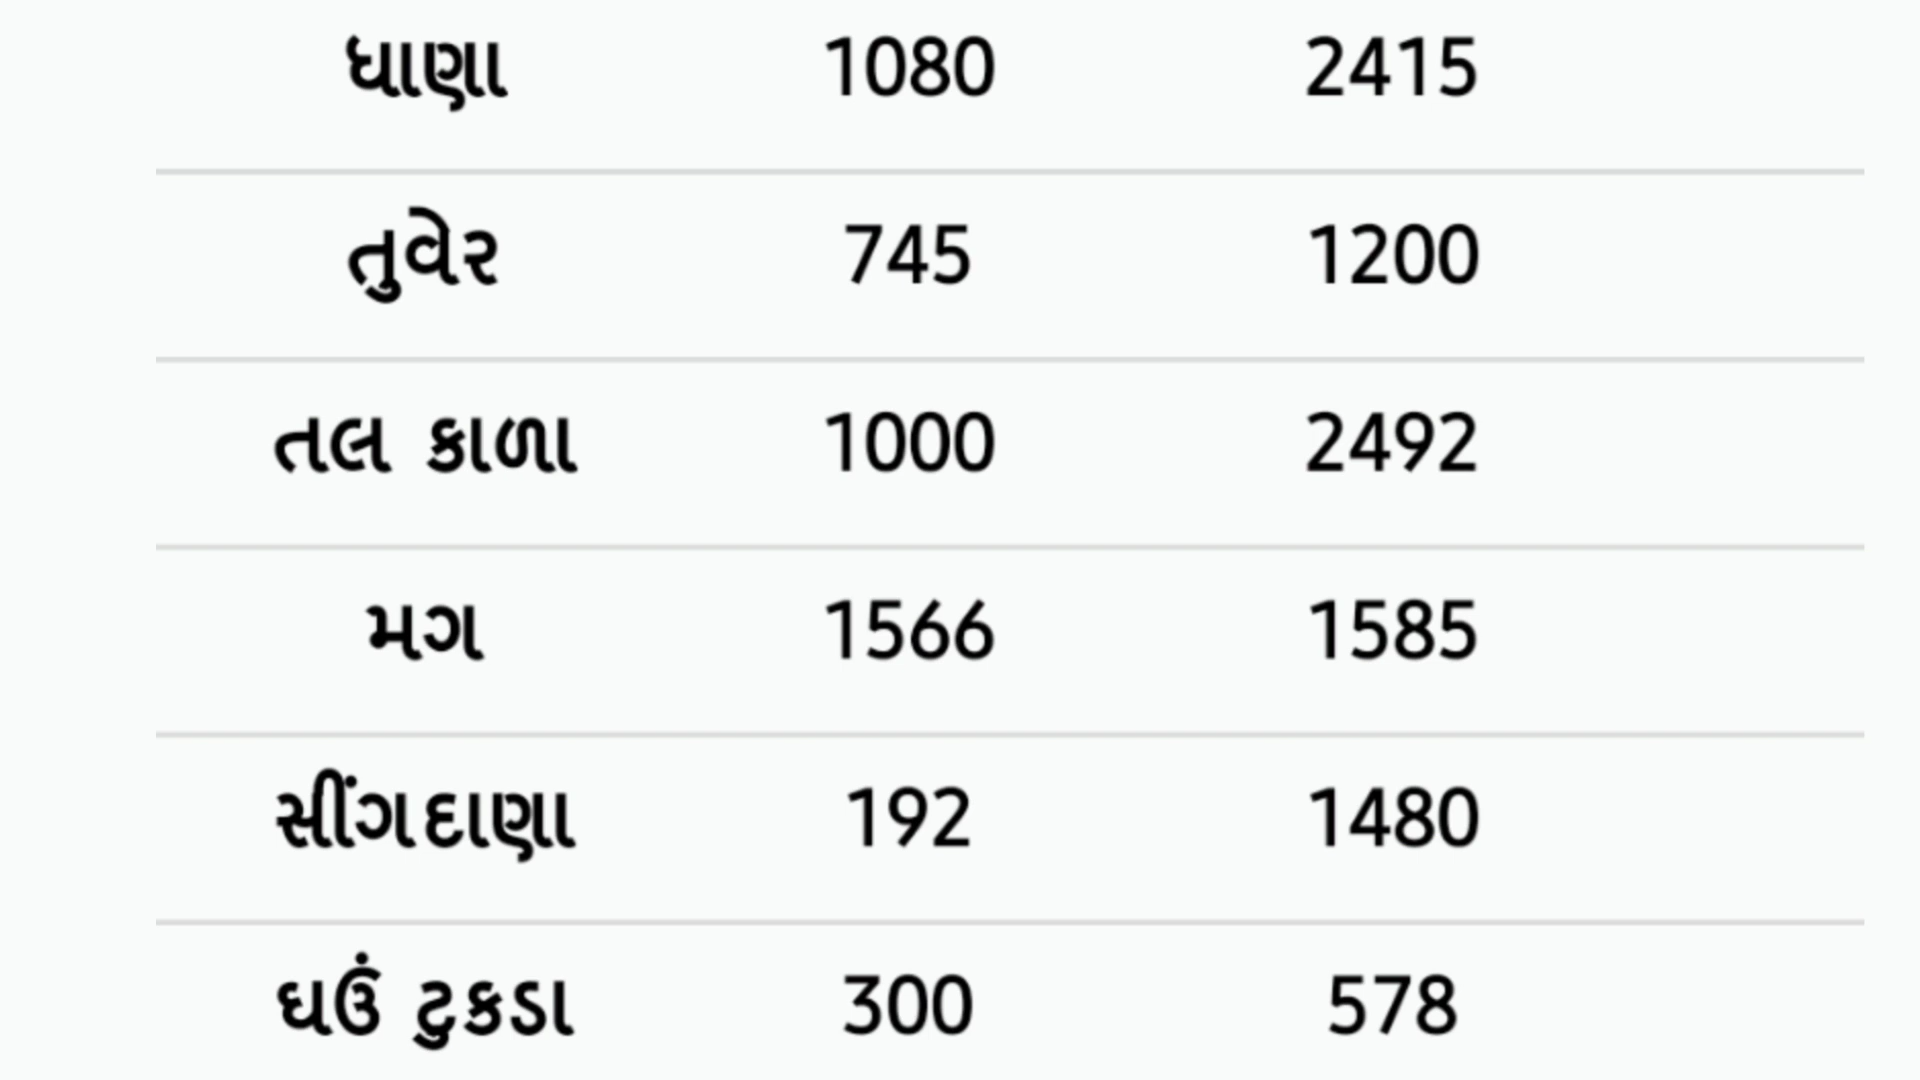 ધાણા 1080 2415
તુવેર 745 1200
તલ કાળા 1000 2492
મગ 1566 1585
સીંગદાણા 192 1480
ઘઉં ટુકડા 300 578